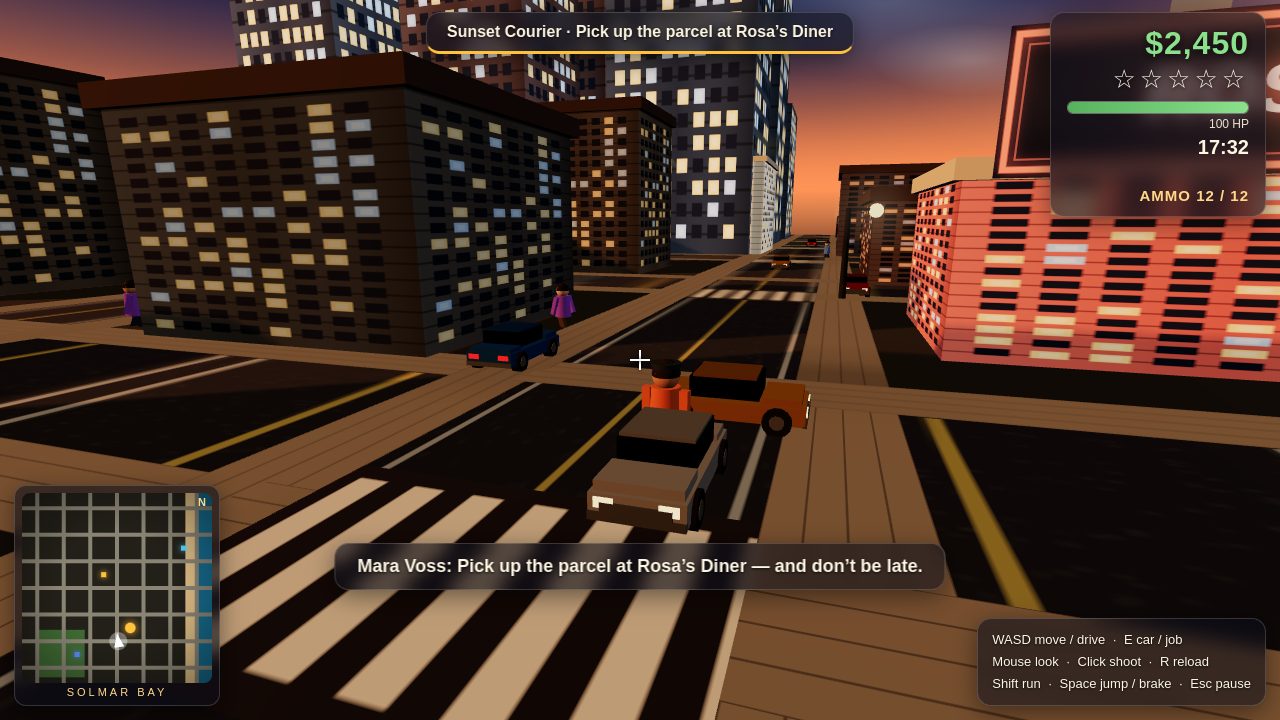 Sunset Courier · Pick up the parcel at Rosa’s Diner
$2,450
100 HP
17:32
AMMO 12 / 12
N
Mara Voss: Pick up the parcel at Rosa’s Diner — and don’t be late.
SOLMAR BAY
WASD move / drive · E car / job
Mouse look · Click shoot · R reload
Shift run · Space jump / brake · Esc pause